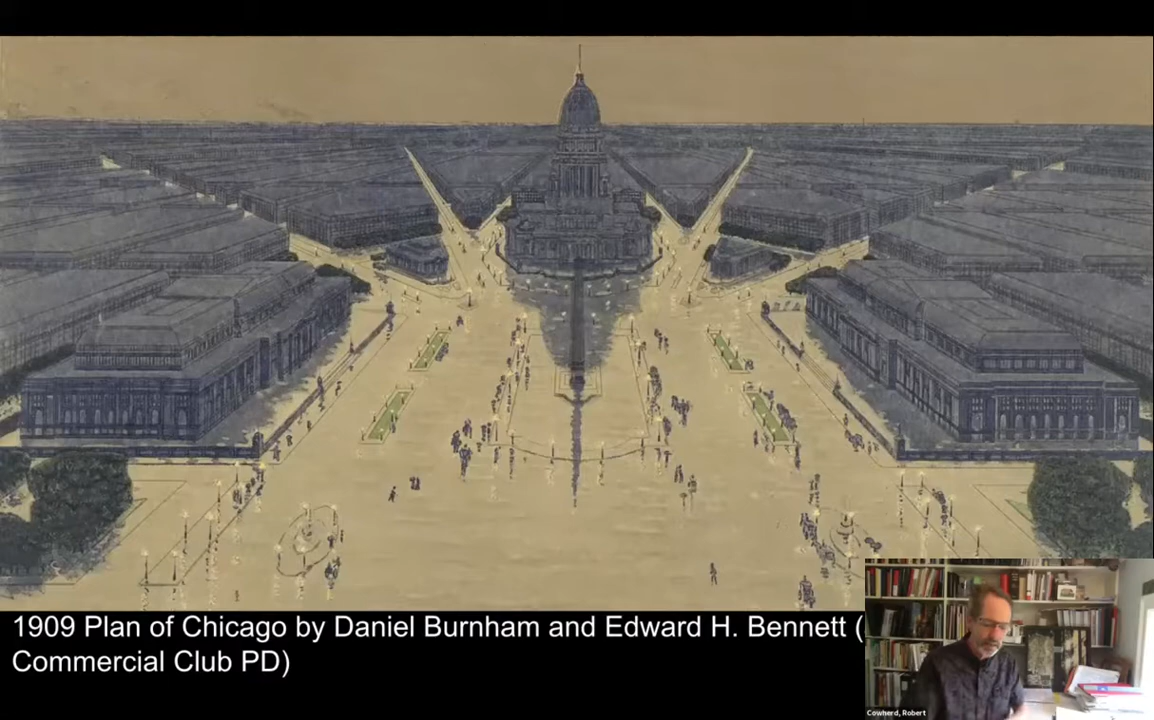 1909 Plan of Chicago by Daniel Burnham and Edward H. Bennett (
Commercial Club PD)
Cowherd, Robert